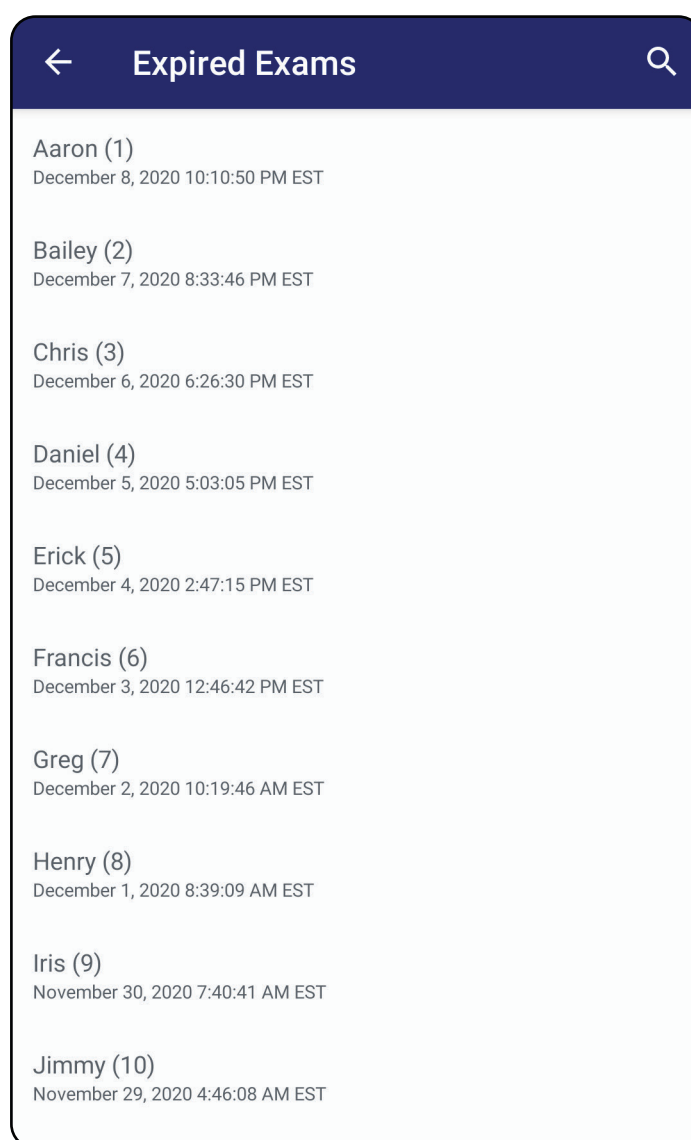 Expired Exams
Aaron (1)
December 8, 2020 10:10:50 PM EST
Bailey (2)
December 7, 2020 8:33:46 PM EST
Chris (3)
December 6, 2020 6:26:30 PM EST
Daniel (4)
December 5, 2020 5:03:05 PM EST
Erick (5)
December 4, 2020 2:47:15 PM EST
Francis (6)
December 3, 2020 12:46:42 PM EST
Greg (7)
December 2, 2020 10:19:46 AM EST
Henry (8)
December 1, 2020 8:39:09 AM EST
Iris (9)
November 30, 2020 7:40:41 AM EST
Jimmy (10)
November 29, 2020 4:46:08 AM EST